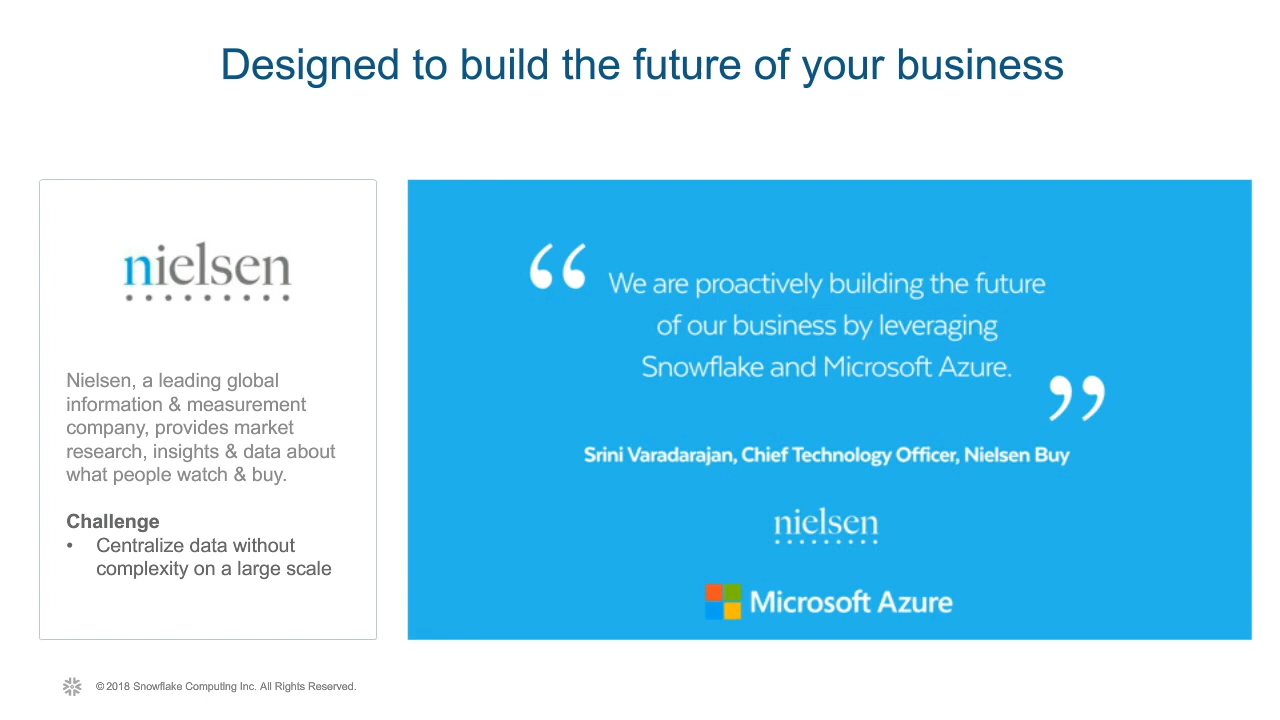 Designed to build the future of your business
nielsen
Nielsen, a leading global
information & measurement
company, provides market
research, insights & data about
what people watch & buy.
Challenge
• Centralize data without
complexity on a large scale
“ We are proactively building the future
of our business by leveraging
Snowflake and Microsoft Azure. ”
Srini Varadarajan, Chief Technology Officer, Nielsen Buy
nielsen
Microsoft Azure
© 2018 Snowflake Computing Inc. All Rights Reserved.